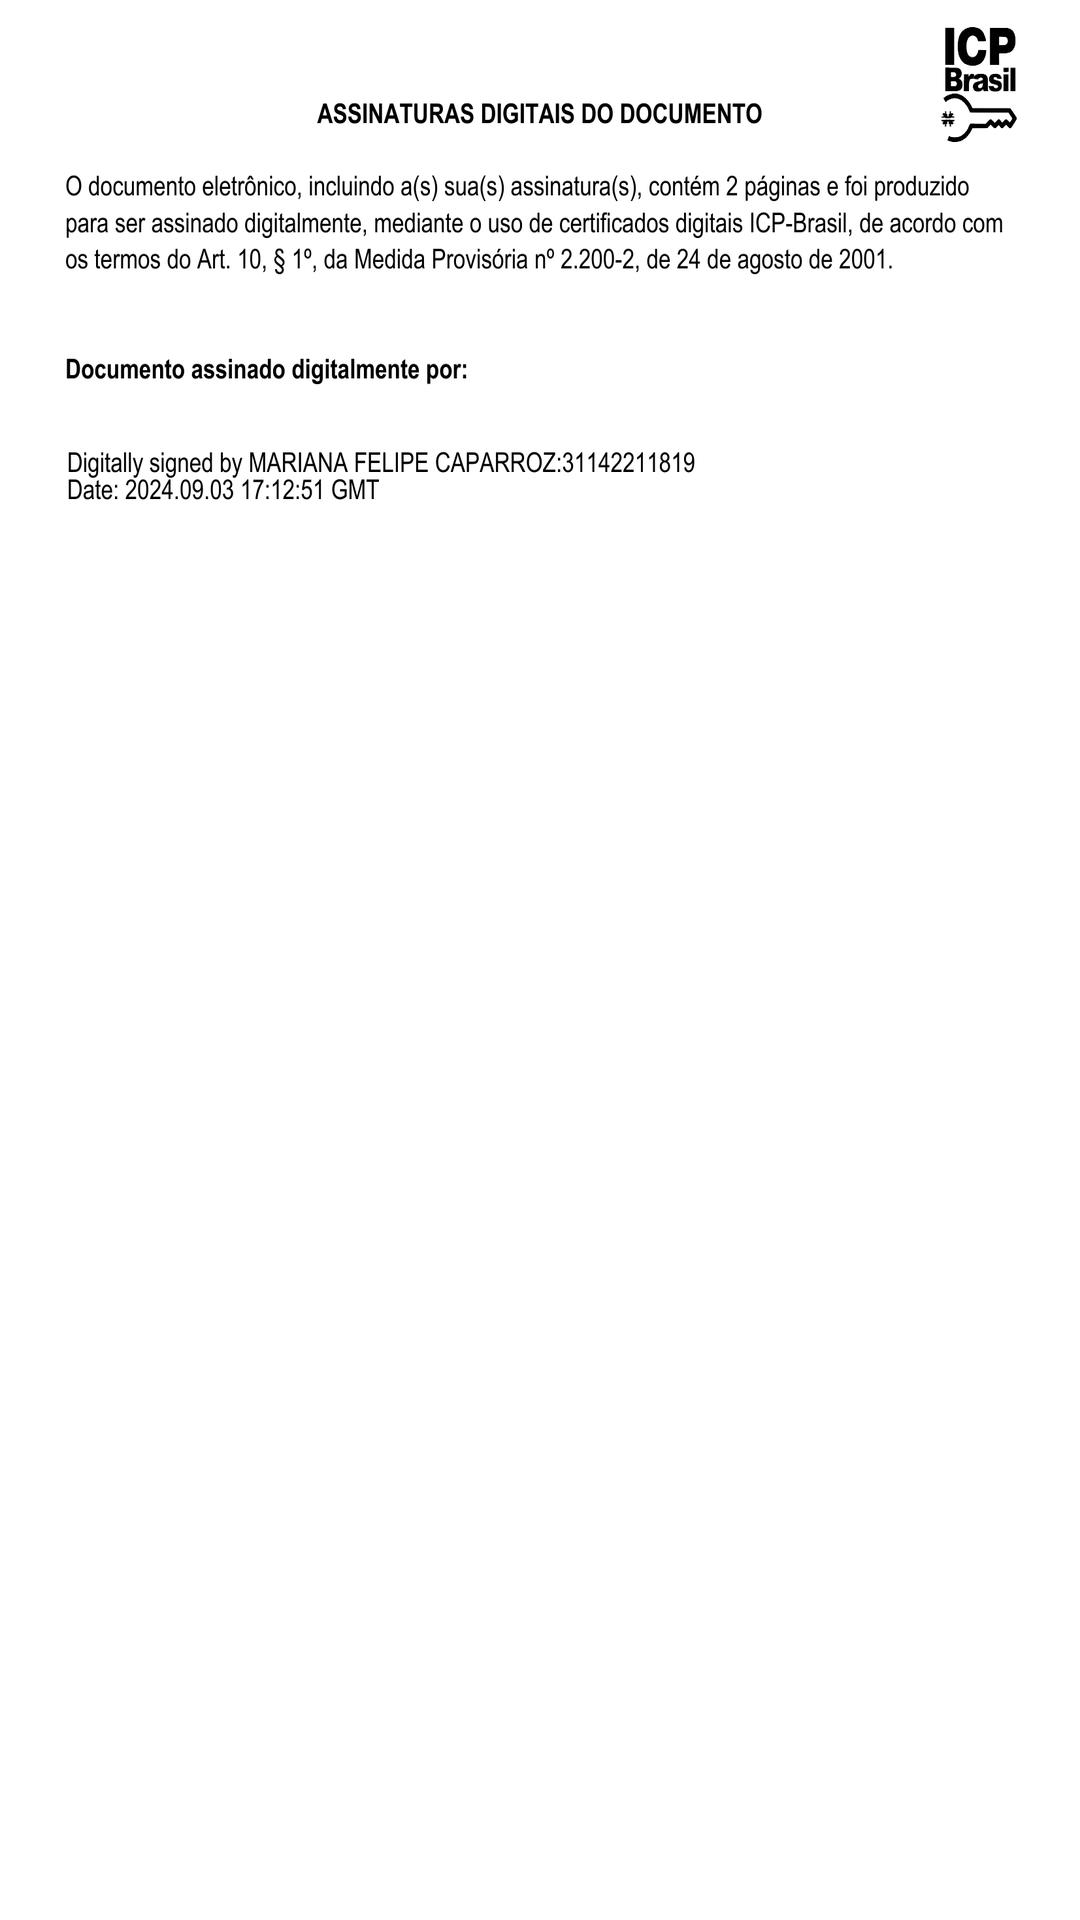 ICP
Brasil
ASSINATURAS DIGITAIS DO DOCUMENTO
O documento eletrônico, incluindo a(s) sua(s) assinatura(s), contém 2 páginas e foi produzido
para ser assinado digitalmente, mediante o uso de certificados digitais ICP-Brasil, de acordo com
os termos do Art. 10, § 1º, da Medida Provisória nº 2.200-2, de 24 de agosto de 2001.
Documento assinado digitalmente por:
Digitally signed by MARIANA FELIPE CAPARROZ:31142211819
Date: 2024.09.03 17:12:51 GMT